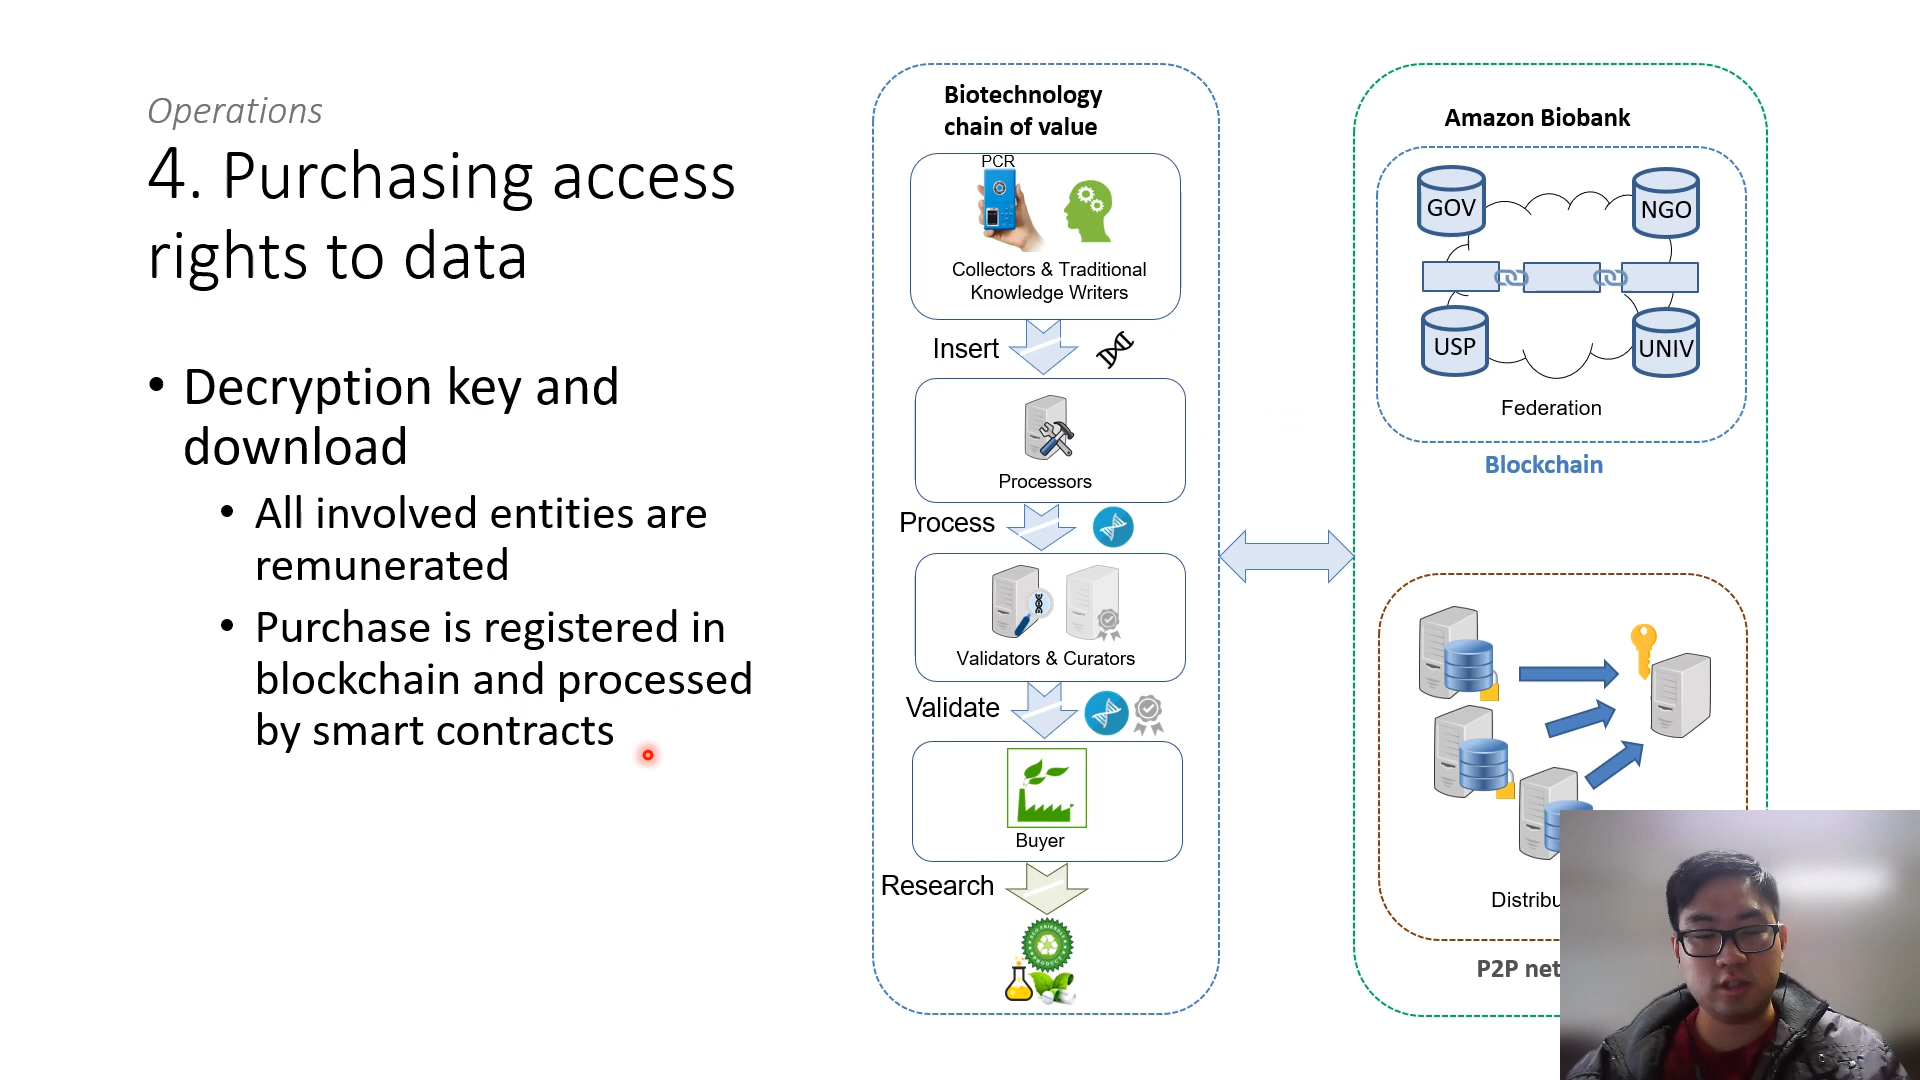 Operations
4. Purchasing access
rights to data
• Decryption key and
download
• All involved entities are
remunerated
• Purchase is registered in
blockchain and processed
by smart contracts
Biotechnology
chain of value
PCR
Collectors & Traditional
Knowledge Writers
Insert
Processors
Process
Validators & Curators
Validate
Buyer
Research
Amazon Biobank
GOV
NGO
USP
UNIV
Federation
Blockchain
Distribu
P2P net